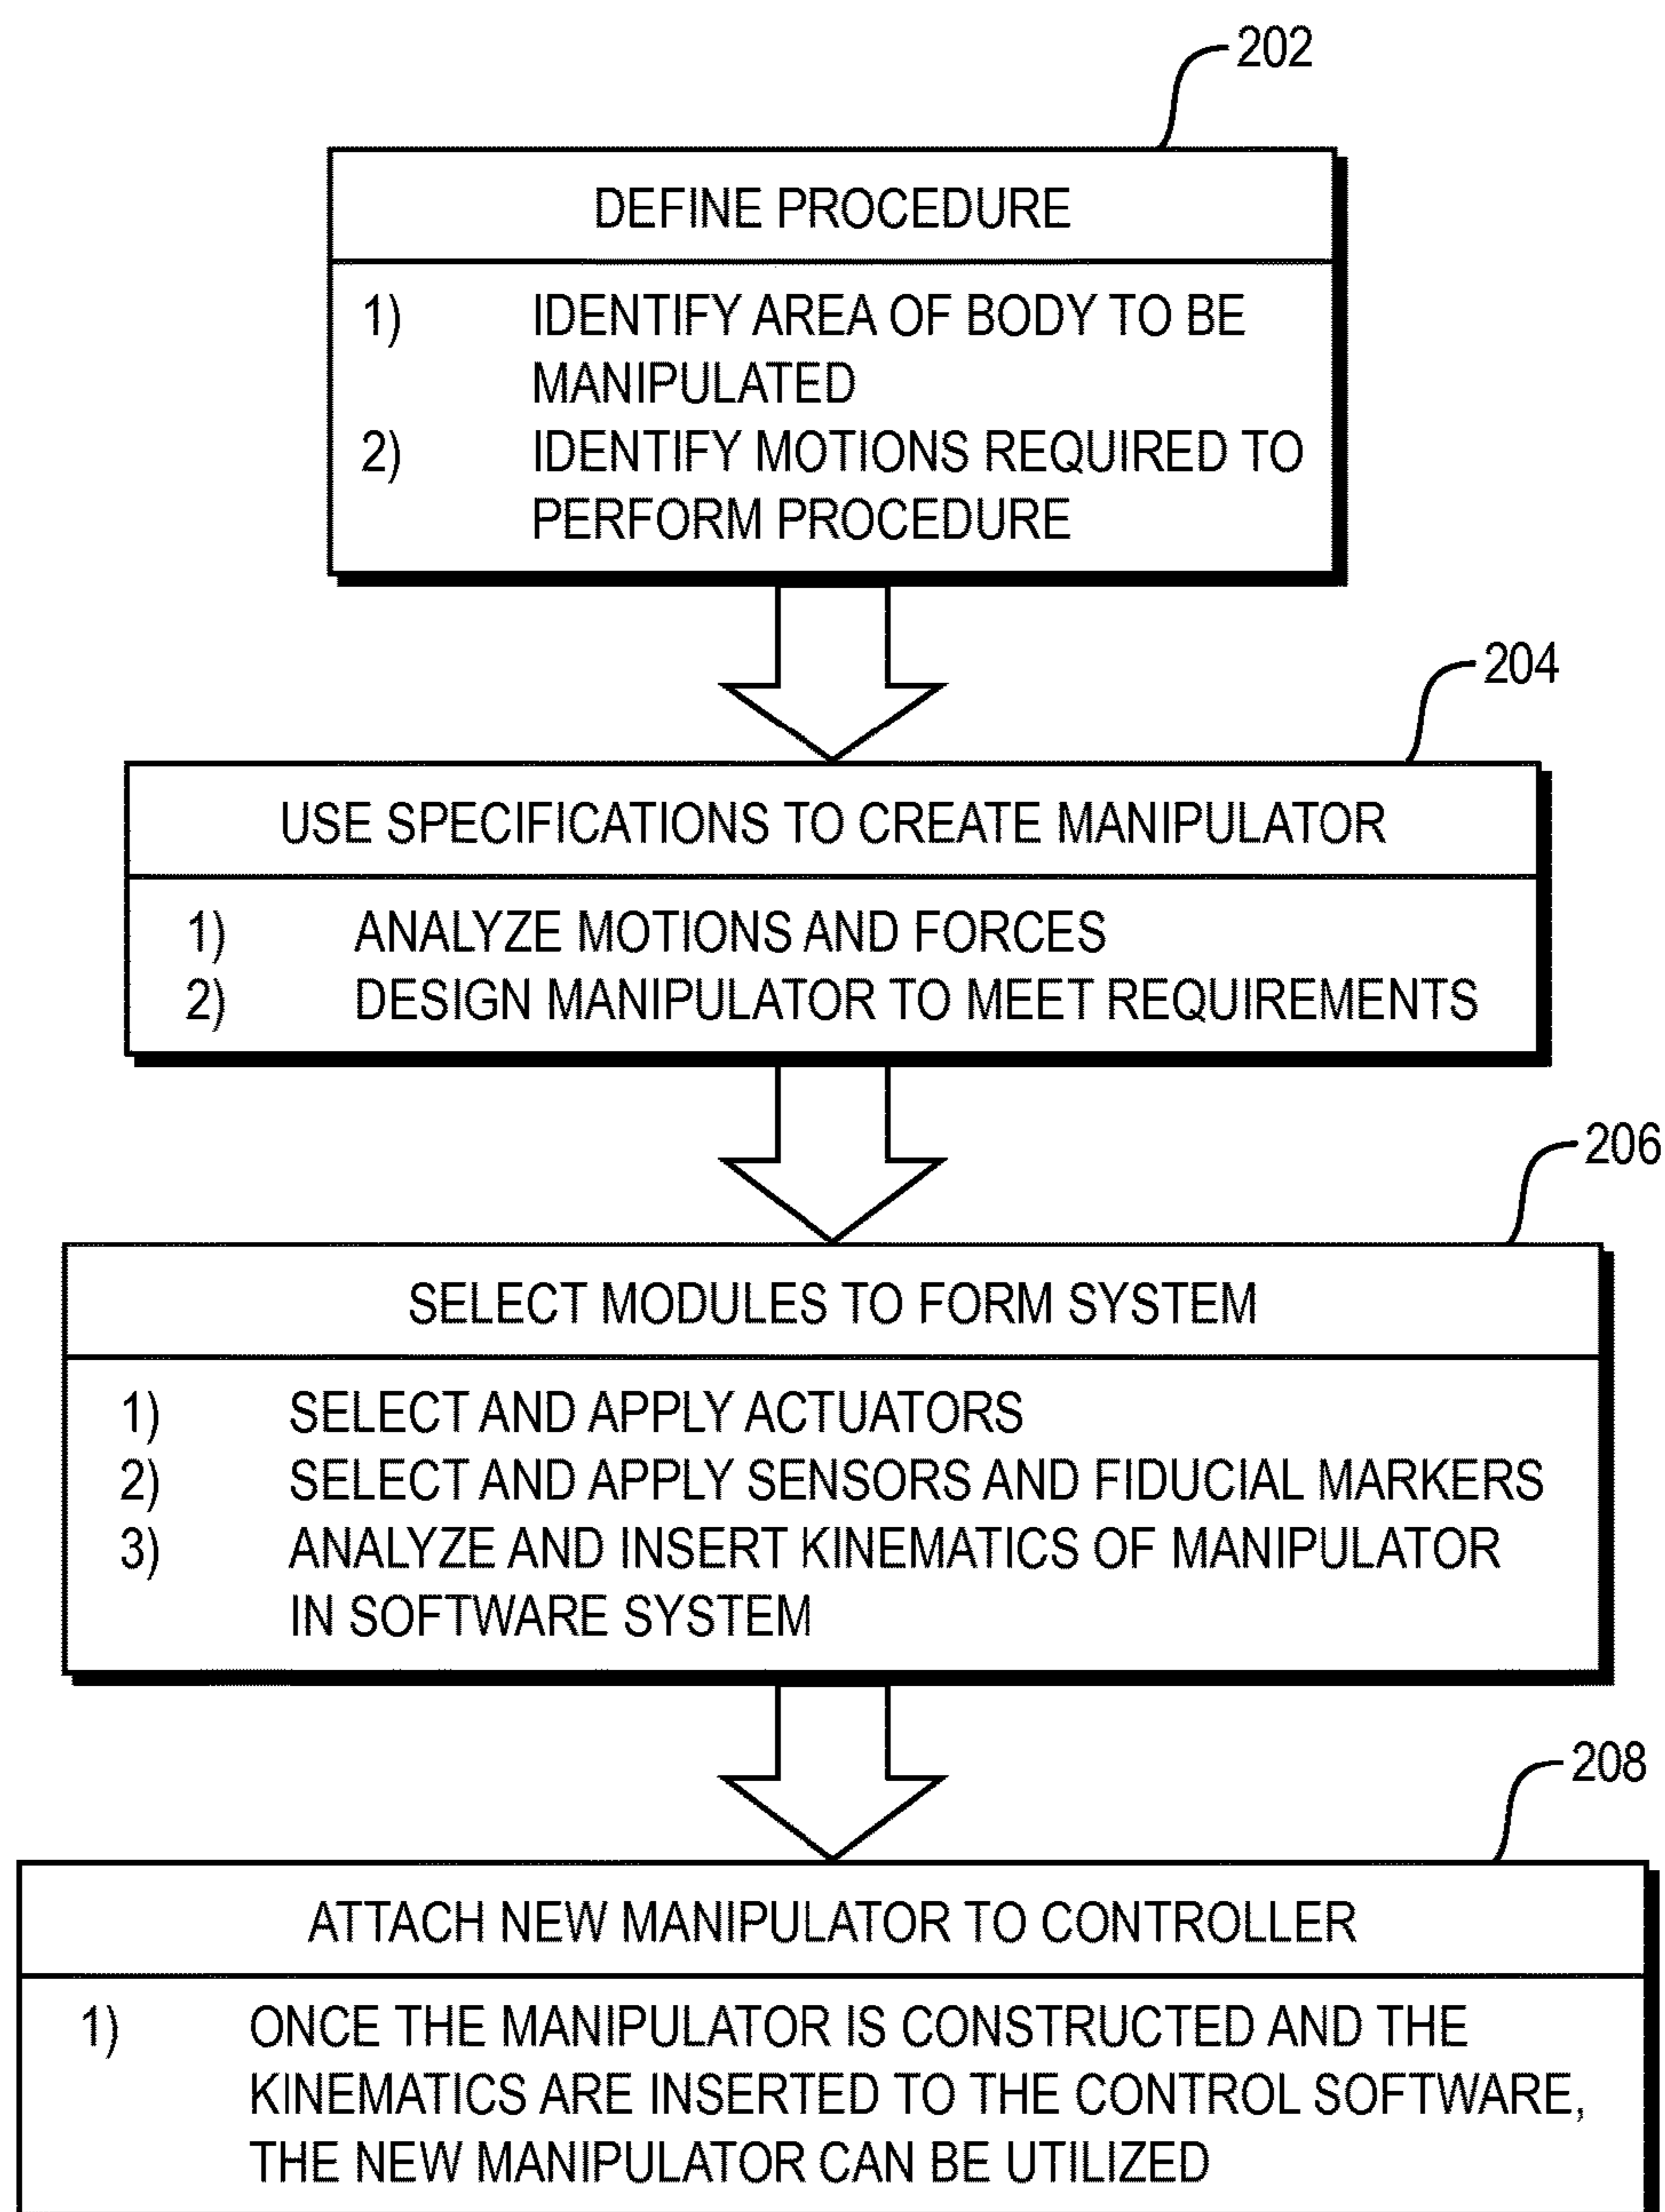 202
DEFINE PROCEDURE
1) IDENTIFY AREA OF BODY TO BE
MANIPULATED
2) IDENTIFY MOTIONS REQUIRED TO
PERFORM PROCEDURE
204
USE SPECIFICATIONS TO CREATE MANIPULATOR
1) ANALYZE MOTIONS AND FORCES
2) DESIGN MANIPULATOR TO MEET REQUIREMENTS
206
SELECT MODULES TO FORM SYSTEM
1) SELECT AND APPLY ACTUATORS
2) SELECT AND APPLY SENSORS AND FIDUCIAL MARKERS
3) ANALYZE AND INSERT KINEMATICS OF MANIPULATOR
IN SOFTWARE SYSTEM
208
ATTACH NEW MANIPULATOR TO CONTROLLER
1) ONCE THE MANIPULATOR IS CONSTRUCTED AND THE
KINEMATICS ARE INSERTED TO THE CONTROL SOFTWARE,
THE NEW MANIPULATOR CAN BE UTILIZED